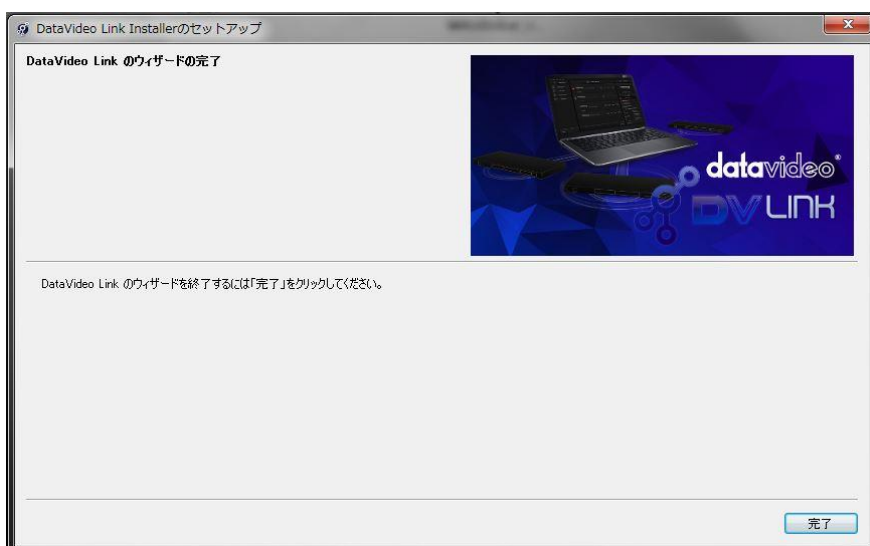 DataVideo Link Installerのセットアップ
DataVideo Link のウィザードの完了
datavideo
DVLINK
DataVideo Link のウィザードを終了するには「完了」をクリックしてください。
完了